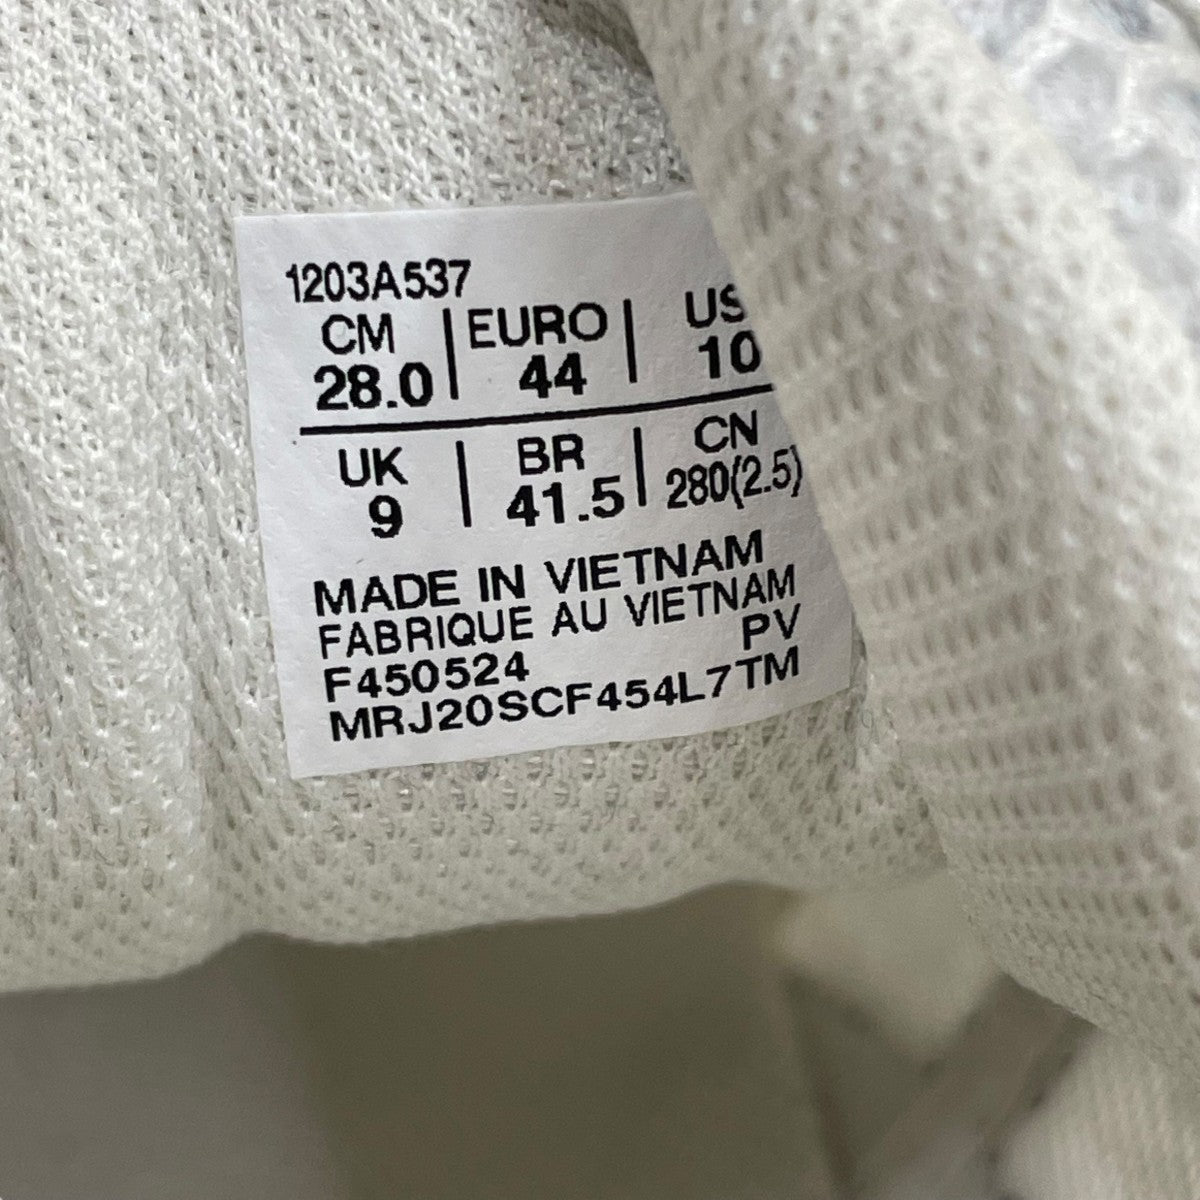 1203A537
CM | EURO | US
28.0 | 44 | 10
UK | BR | CN
9 | 41.5 | 280(2.5)
MADE IN VIETNAM
FABRIQUE AU VIETNAM
F450524 PV
MRJ20SCF454L7TM